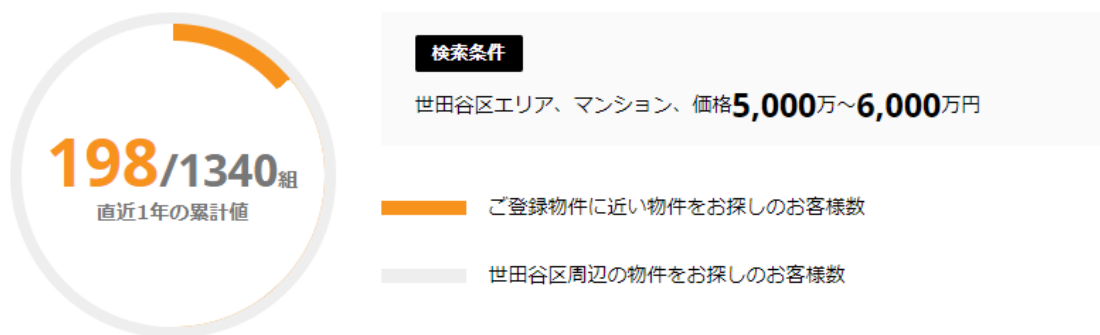 198/1340組
直近1年の累計値
検索条件
世田谷区エリア、マンション、価格5,000万～6,000万円
ご登録物件に近い物件をお探しのお客様数
世田谷区周辺の物件をお探しのお客様数